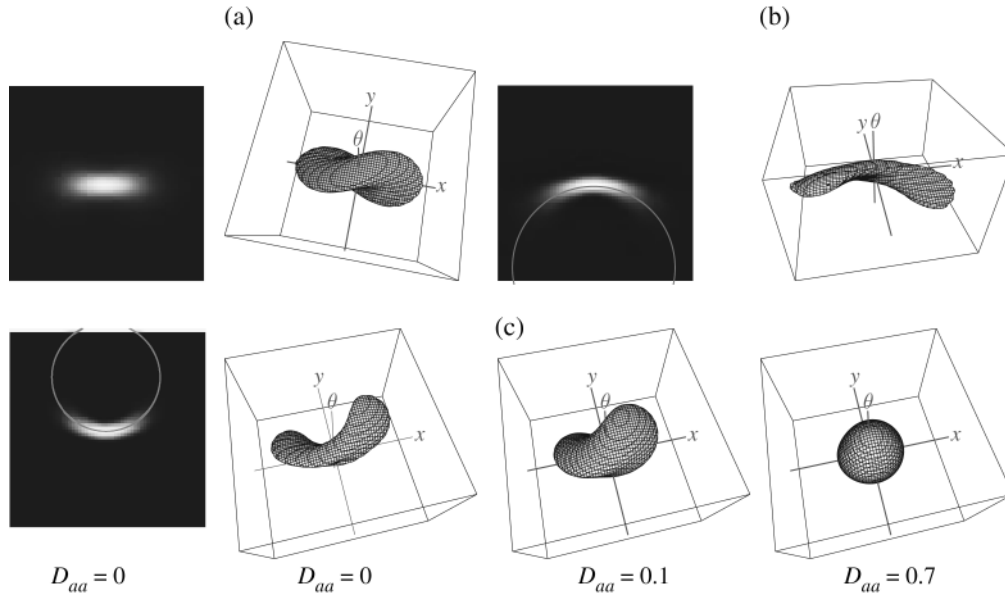 (a)
(b)
y
θ
x
y θ
x
(c)
y
θ
x
y
θ
x
y
θ
x
D_aa = 0
D_aa = 0
D_aa = 0.1
D_aa = 0.7